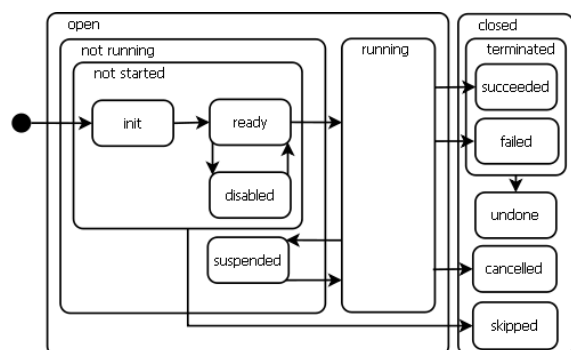 open
closed
not running
running
terminated
not started
succeeded
init
ready
failed
disabled
undone
suspended
cancelled
skipped